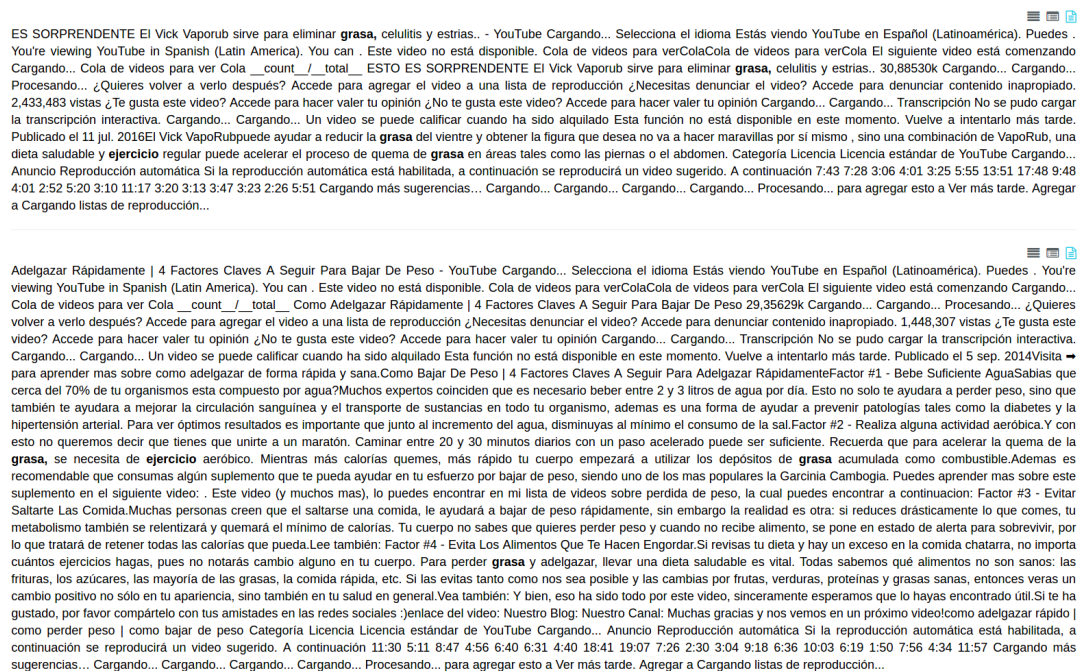 ES SORPRENDENTE El Vick Vaporub sirve para eliminar grasa, celulitis y estrias.. - YouTube Cargando... Selecciona el idioma Estás viendo YouTube en Español (Latinoamérica). Puedes .
You're viewing YouTube in Spanish (Latin America). You can . Este video no está disponible. Cola de videos para verColaCola de videos para verCola El siguiente video está comenzando
Cargando... Cola de videos para ver Cola __count__/__total__ ESTO ES SORPRENDENTE El Vick Vaporub sirve para eliminar grasa, celulitis y estrias.. 30,88530k Cargando... Cargando...
Procesando... ¿Quieres volver a verlo después? Accede para agregar el video a una lista de reproducción ¿Necesitas denunciar el video? Accede para denunciar contenido inapropiado.
2,433,483 vistas ¿Te gusta este video? Accede para hacer valer tu opinión ¿No te gusta este video? Accede para hacer valer tu opinión Cargando... Cargando... Transcripción No se pudo cargar
la transcripción interactiva. Cargando... Cargando... Un video se puede calificar cuando ha sido alquilado Esta función no está disponible en este momento. Vuelve a intentarlo más tarde.
Publicado el 11 jul. 2016El Vick VapoRubpuede ayudar a reducir la grasa del vientre y obtener la figura que desea no va a hacer maravillas por sí mismo , sino una combinación de VapoRub, una
dieta saludable y ejercicio regular puede acelerar el proceso de quema de grasa en áreas tales como las piernas o el abdomen. Categoría Licencia Licencia estándar de YouTube Cargando...
Anuncio Reproducción automática Si la reproducción automática está habilitada, a continuación se reproducirá un video sugerido. A continuación 7:43 7:28 3:06 4:01 3:25 5:55 13:51 17:48 9:48
4:01 2:52 5:20 3:10 11:17 3:20 3:13 3:47 3:23 2:26 5:51 Cargando más sugerencias… Cargando... Cargando... Cargando... Cargando... Procesando... para agregar esto a Ver más tarde. Agregar
a Cargando listas de reproducción...
Adelgazar Rápidamente | 4 Factores Claves A Seguir Para Bajar De Peso - YouTube Cargando... Selecciona el idioma Estás viendo YouTube en Español (Latinoamérica). Puedes . You're
viewing YouTube in Spanish (Latin America). You can . Este video no está disponible. Cola de videos para verColaCola de videos para verCola El siguiente video está comenzando Cargando...
Cola de videos para ver Cola __count__/__total__ Como Adelgazar Rápidamente | 4 Factores Claves A Seguir Para Bajar De Peso 29,35629k Cargando... Cargando... Procesando... ¿Quieres
volver a verlo después? Accede para agregar el video a una lista de reproducción ¿Necesitas denunciar el video? Accede para denunciar contenido inapropiado. 1,448,307 vistas ¿Te gusta este
video? Accede para hacer valer tu opinión ¿No te gusta este video? Accede para hacer valer tu opinión Cargando... Cargando... Transcripción No se pudo cargar la transcripción interactiva.
Cargando... Cargando... Un video se puede calificar cuando ha sido alquilado Esta función no está disponible en este momento. Vuelve a intentarlo más tarde. Publicado el 5 sep. 2014Visita ➡
para aprender mas sobre como adelgazar de forma rápida y sana.Como Bajar De Peso | 4 Factores Claves A Seguir Para Adelgazar RápidamenteFactor #1 - Bebe Suficiente AguaSabias que
cerca del 70% de tu organismos esta compuesto por agua?Muchos expertos coinciden que es necesario beber entre 2 y 3 litros de agua por día. Esto no solo te ayudara a perder peso, sino que
también te ayudara a mejorar la circulación sanguínea y el transporte de sustancias en todo tu organismo, ademas es una forma de ayudar a prevenir patologías tales como la diabetes y la
hipertensión arterial. Para ver óptimos resultados es importante que junto al incremento del agua, disminuyas al mínimo el consumo de la sal.Factor #2 - Realiza alguna actividad aeróbica.Y con
esto no queremos decir que tienes que unirte a un maratón. Caminar entre 20 y 30 minutos diarios con un paso acelerado puede ser suficiente. Recuerda que para acelerar la quema de la
grasa, se necesita de ejercicio aeróbico. Mientras más calorías quemes, más rápido tu cuerpo empezará a utilizar los depósitos de grasa acumulada como combustible.Ademas es
recomendable que consumas algún suplemento que te pueda ayudar en tu esfuerzo por bajar de peso, siendo uno de los mas populares la Garcinia Cambogia. Puedes aprender mas sobre este
suplemento en el siguiente video: . Este video (y muchos mas), lo puedes encontrar en mi lista de videos sobre perdida de peso, la cual puedes encontrar a continuacion: Factor #3 - Evitar
Saltarte Las Comida.Muchas personas creen que el saltarse una comida, le ayudará a bajar de peso rápidamente, sin embargo la realidad es otra: si reduces drásticamente lo que comes, tu
metabolismo también se relentizará y quemará el mínimo de calorías. Tu cuerpo no sabes que quieres perder peso y cuando no recibe alimento, se pone en estado de alerta para sobrevivir, por
lo que tratará de retener todas las calorías que pueda.Lee también: Factor #4 - Evita Los Alimentos Que Te Hacen Engordar.Si revisas tu dieta y hay un exceso en la comida chatarra, no importa
cuántos ejercicios hagas, pues no notarás cambio alguno en tu cuerpo. Para perder grasa y adelgazar, llevar una dieta saludable es vital. Todas sabemos qué alimentos no son sanos: las
frituras, los azúcares, las mayoría de las grasas, la comida rápida, etc. Si las evitas tanto como nos sea posible y las cambias por frutas, verduras, proteínas y grasas sanas, entonces veras un
cambio positivo no sólo en tu apariencia, sino también en tu salud en general.Vea también: Y bien, eso ha sido todo por este video, sinceramente esperamos que lo hayas encontrado útil.Si te ha
gustado, por favor compártelo con tus amistades en las redes sociales :)enlace del video: Nuestro Blog: Nuestro Canal: Muchas gracias y nos vemos en un próximo video!como adelgazar rápido |
como perder peso | como bajar de peso Categoría Licencia Licencia estándar de YouTube Cargando... Anuncio Reproducción automática Si la reproducción automática está habilitada, a
continuación se reproducirá un video sugerido. A continuación 11:30 5:11 8:47 4:56 6:40 6:31 4:40 18:41 19:07 7:26 2:30 3:04 9:18 6:36 10:03 6:19 1:50 7:56 4:34 11:57 Cargando más
sugerencias… Cargando... Cargando... Cargando... Cargando... Procesando... para agregar esto a Ver más tarde. Agregar a Cargando listas de reproducción...